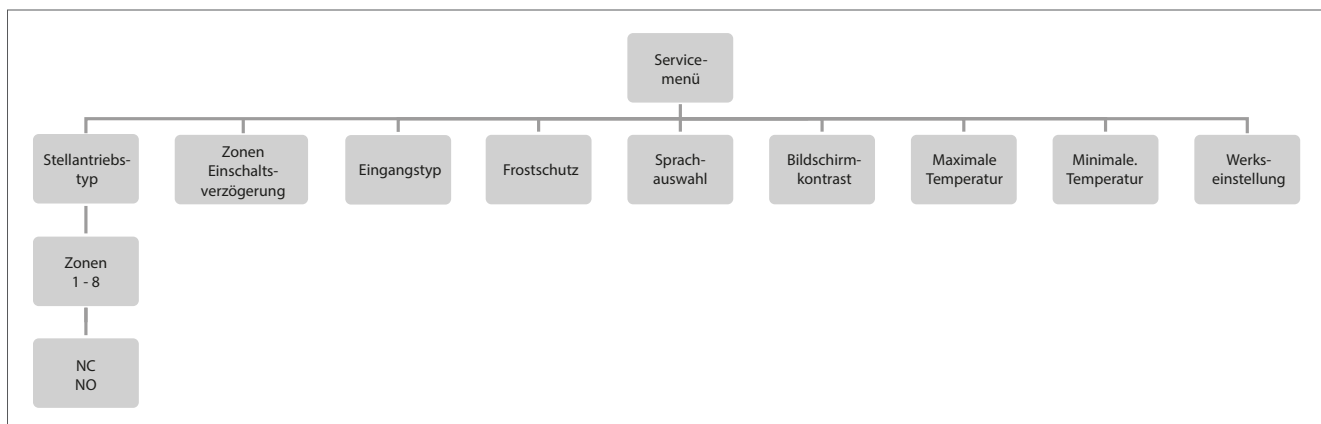 Service-
menü
Stellantriebs-
typ
Zonen
Einschalts-
verzögerung
Eingangstyp
Frostschutz
Sprach-
auswahl
Bildschirm-
kontrast
Maximale
Temperatur
Minimale.
Temperatur
Werks-
einstellung
Zonen
1 - 8
NC
NO